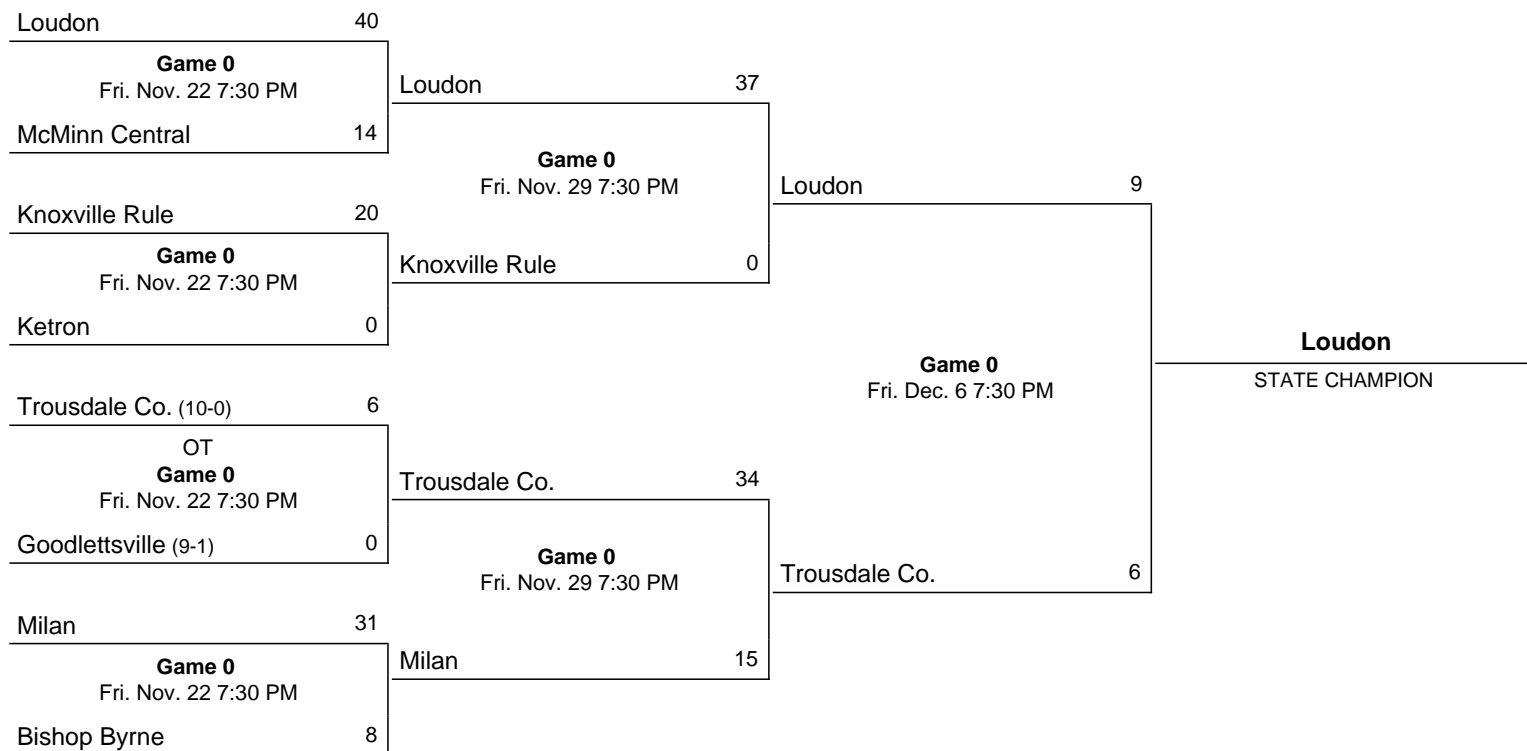 Loudon 40
Game 0
Fri. Nov. 22 7:30 PM
McMinn Central 14
Knoxville Rule 20
Game 0
Fri. Nov. 22 7:30 PM
Ketron 0
Trousdale Co. (10-0) 6
OT
Game 0
Fri. Nov. 22 7:30 PM
Goodlettsville (9-1) 0
Milan 31
Game 0
Fri. Nov. 22 7:30 PM
Bishop Byrne 8
Loudon 37
Game 0
Fri. Nov. 29 7:30 PM
Knoxville Rule 0
Trousdale Co. 34
Game 0
Fri. Nov. 29 7:30 PM
Milan 15
Loudon 9
Game 0
Fri. Dec. 6 7:30 PM
Trousdale Co. 6
Loudon
STATE CHAMPION